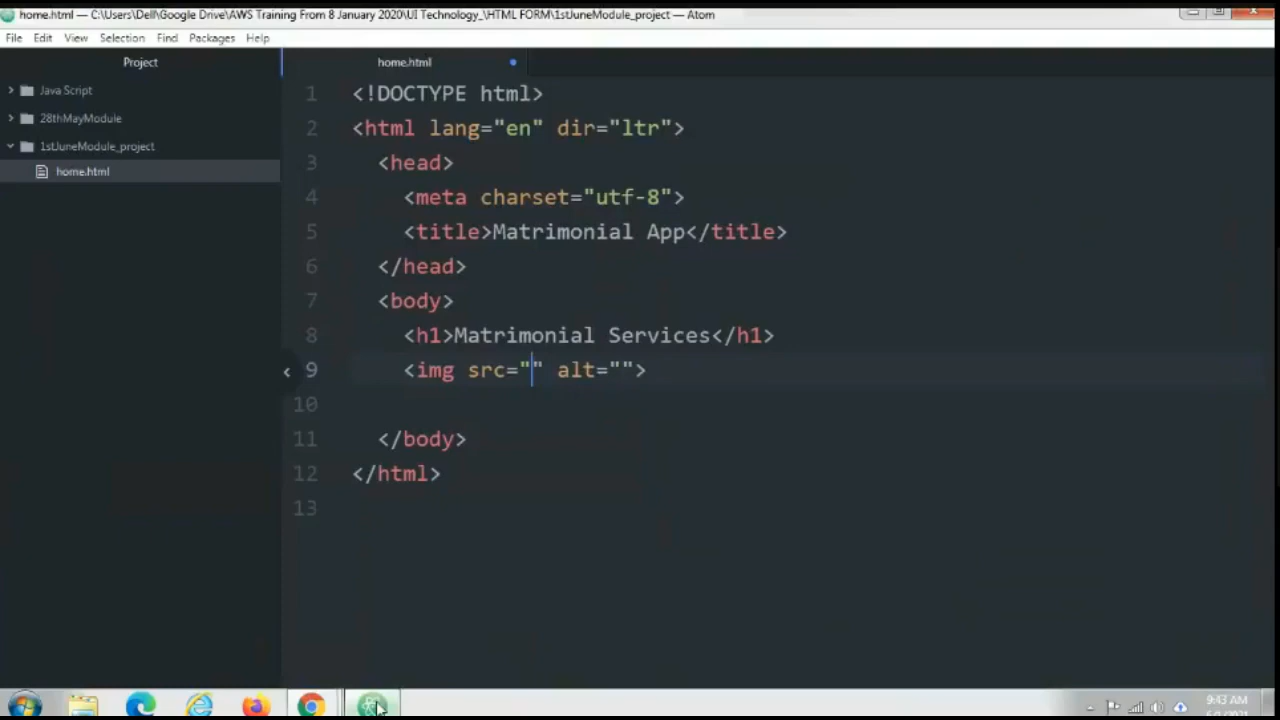 home.html — C:\Users\Dell\Google Drive\AWS Training From 8 January 2020\UI Technology_\HTML FORM\1stJuneModule_project — Atom
File Edit View Selection Find Packages Help
Project
home.html
Java Script
28thMayModule
1stJuneModule_project
home.html
1 <!DOCTYPE html>
2 <html lang="en" dir="ltr">
3 <head>
4 <meta charset="utf-8">
5 <title>Matrimonial App</title>
6 </head>
7 <body>
8 <h1>Matrimonial Services</h1>
9 <img src="" alt="">
10
11 </body>
12 </html>
13
9:43 AM